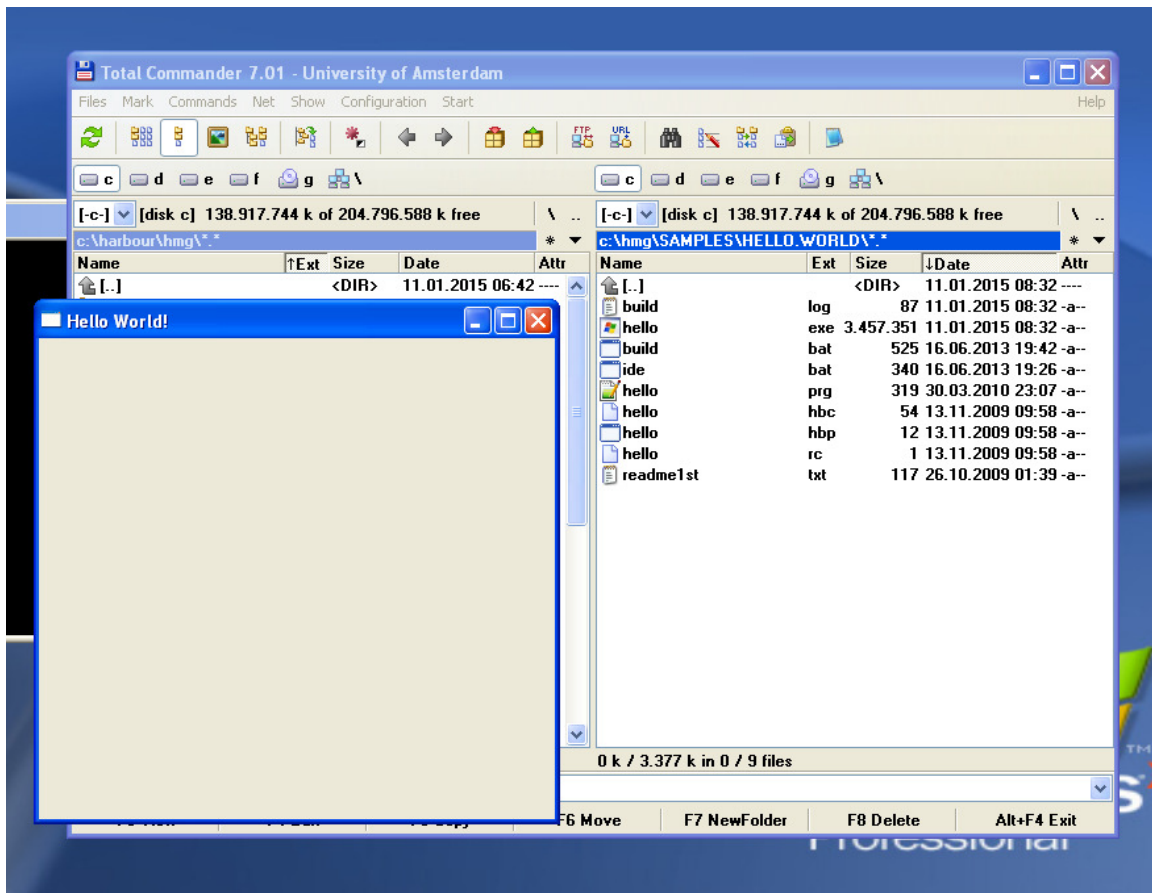 Total Commander 7.01 - University of Amsterdam
Files Mark Commands Net Show Configuration Start Help
FTP URL
c d e f g \ c d e f g \
[-c-] [disk c] 138.917.744 k of 204.796.588 k free \ .. [-c-] [disk c] 138.917.744 k of 204.796.588 k free \ ..
c:\harbour\hmg\*.* * c:\hmg\SAMPLES\HELLO.WORLD\*.* *
Name ↑Ext Size Date Attr Name Ext Size ↓Date Attr
[..] <DIR> 11.01.2015 06:42 ---- [..] <DIR> 11.01.2015 08:32 ----
build log 87 11.01.2015 08:32 -a--
Hello World! hello exe 3.457.351 11.01.2015 08:32 -a--
build bat 525 16.06.2013 19:42 -a--
ide bat 340 16.06.2013 19:26 -a--
hello prg 319 30.03.2010 23:07 -a--
hello hbc 54 13.11.2009 09:58 -a--
hello hbp 12 13.11.2009 09:58 -a--
hello rc 1 13.11.2009 09:58 -a--
readme1st txt 117 26.10.2009 01:39 -a--
0 k / 3.377 k in 0 / 9 files
F6 Move F7 NewFolder F8 Delete Alt+F4 Exit
Professional